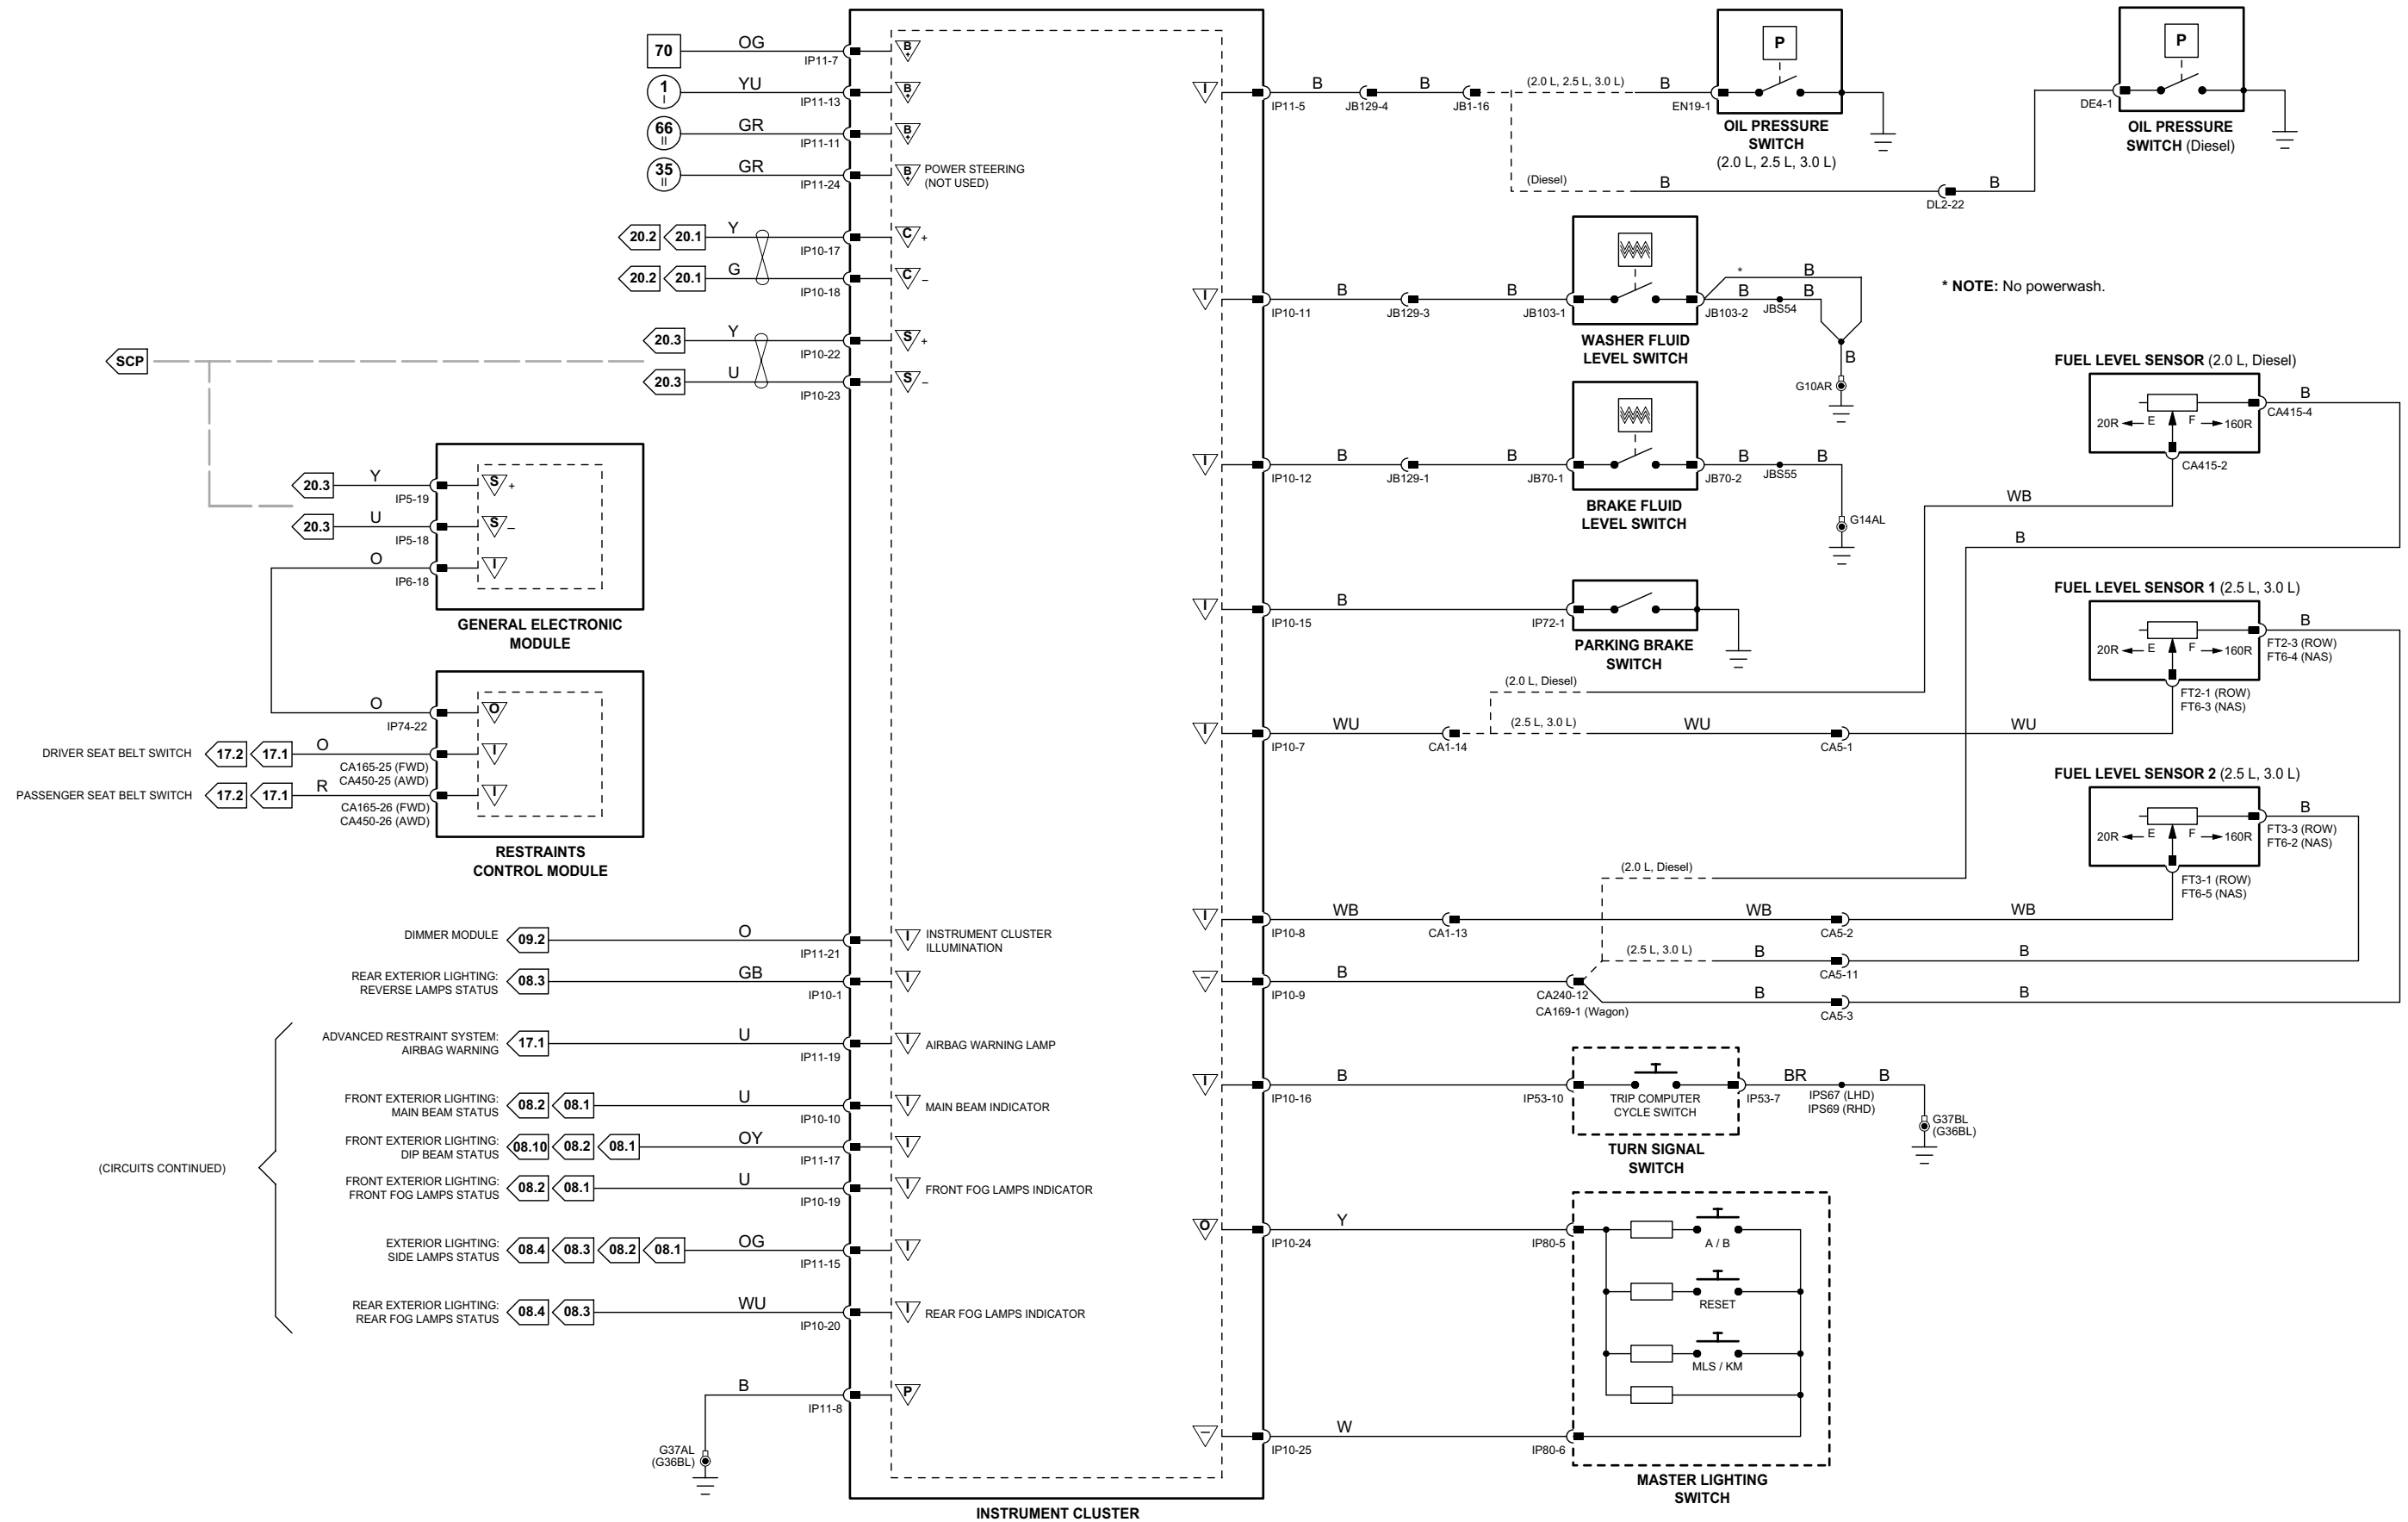 70
OG
IP11-7
B+
1
I
YU
IP11-13
B+
66
II
GR
IP11-11
B+
35
II
GR
IP11-24
B+
POWER STEERING
(NOT USED)
20.2
20.1
Y
IP10-17
C
+
20.2
20.1
G
IP10-18
C
–
20.3
Y
IP10-22
S
+
20.3
U
IP10-23
S
–
SCP
20.3
Y
IP5-19
S
+
20.3
U
IP5-18
S
–
O
IP6-18
I
GENERAL ELECTRONIC
MODULE
O
IP74-22
O
DRIVER SEAT BELT SWITCH
17.2
17.1
O
CA165-25 (FWD)
CA450-25 (AWD)
I
PASSENGER SEAT BELT SWITCH
17.2
17.1
R
CA165-26 (FWD)
CA450-26 (AWD)
I
RESTRAINTS
CONTROL MODULE
DIMMER MODULE
09.2
O
IP11-21
I
INSTRUMENT CLUSTER
ILLUMINATION
REAR EXTERIOR LIGHTING:
REVERSE LAMPS STATUS
08.3
GB
IP10-1
I
(CIRCUITS CONTINUED)
ADVANCED RESTRAINT SYSTEM:
AIRBAG WARNING
17.1
U
IP11-19
I
AIRBAG WARNING LAMP
FRONT EXTERIOR LIGHTING:
MAIN BEAM STATUS
08.2
08.1
U
IP10-10
I
MAIN BEAM INDICATOR
FRONT EXTERIOR LIGHTING:
DIP BEAM STATUS
08.10
08.2
08.1
OY
IP11-17
I
FRONT EXTERIOR LIGHTING:
FRONT FOG LAMPS STATUS
08.2
08.1
U
IP10-19
I
FRONT FOG LAMPS INDICATOR
EXTERIOR LIGHTING:
SIDE LAMPS STATUS
08.4
08.3
08.2
08.1
OG
IP11-15
I
REAR EXTERIOR LIGHTING:
REAR FOG LAMPS STATUS
08.4
08.3
WU
IP10-20
I
REAR FOG LAMPS INDICATOR
B
IP11-8
P
G37AL
(G36BL)
INSTRUMENT CLUSTER
I
IP11-5
B
JB129-4
B
JB1-16
(2.0 L, 2.5 L, 3.0 L)
B
EN19-1
P
OIL PRESSURE
SWITCH
(2.0 L, 2.5 L, 3.0 L)
(Diesel)
B
DL2-22
B
DE4-1
P
OIL PRESSURE
SWITCH (Diesel)
I
IP10-11
B
JB129-3
B
JB103-1
WASHER FLUID
LEVEL SWITCH
JB103-2
*
B
B
JBS54
B
B
G10AR
* NOTE: No powerwash.
I
IP10-12
B
JB129-1
B
JB70-1
BRAKE FLUID
LEVEL SWITCH
JB70-2
B
JBS55
B
G14AL
I
IP10-15
B
IP72-1
PARKING BRAKE
SWITCH
FUEL LEVEL SENSOR (2.0 L, Diesel)
20R
E
F
160R
B
CA415-4
CA415-2
WB
B
FUEL LEVEL SENSOR 1 (2.5 L, 3.0 L)
20R
E
F
160R
B
FT2-3 (ROW)
FT6-4 (NAS)
FT2-1 (ROW)
FT6-3 (NAS)
I
IP10-7
WU
CA1-14
(2.0 L, Diesel)
(2.5 L, 3.0 L)
WU
CA5-1
WU
FUEL LEVEL SENSOR 2 (2.5 L, 3.0 L)
20R
E
F
160R
B
FT3-3 (ROW)
FT6-2 (NAS)
FT3-1 (ROW)
FT6-5 (NAS)
I
IP10-8
WB
CA1-13
WB
CA5-2
WB
–
IP10-9
B
CA240-12
CA169-1 (Wagon)
(2.0 L, Diesel)
(2.5 L, 3.0 L)
B
CA5-11
B
B
CA5-3
B
I
IP10-16
B
IP53-10
TRIP COMPUTER
CYCLE SWITCH
TURN SIGNAL
SWITCH
IP53-7
BR
IPS67 (LHD)
IPS69 (RHD)
B
G37BL
(G36BL)
O
IP10-24
Y
IP80-5
A / B
RESET
MLS / KM
–
IP10-25
W
IP80-6
MASTER LIGHTING
SWITCH